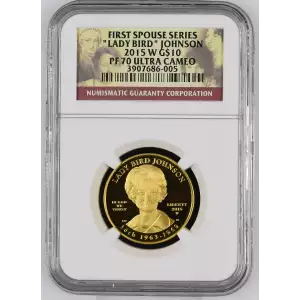 FIRST SPOUSE SERIES
"LADY BIRD" JOHNSON
2015 W G$10
PF 70 ULTRA CAMEO
3907686-005
NUMISMATIC GUARANTY CORPORATION
LADY BIRD JOHNSON
IN GOD
WE TRUST
LIBERTY
2015
W
36th 1963-1969